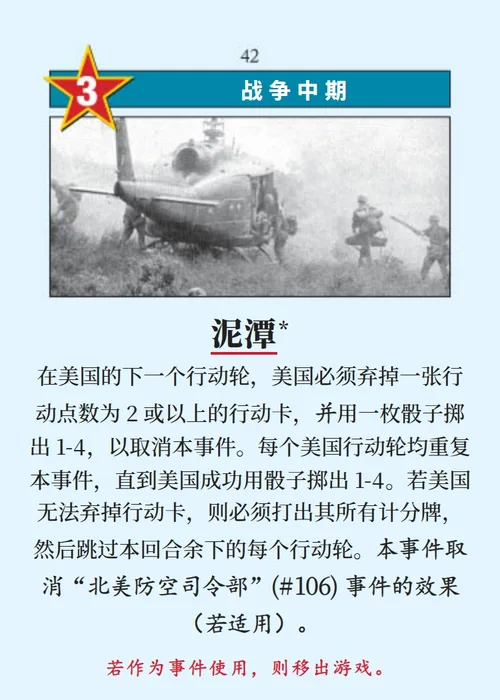 42
3
战争中期
泥潭*
在美国的下一个行动轮，美国必须弃掉一张行
动点数为 2 或以上的行动卡，并用一枚骰子掷
出 1-4，以取消本事件。每个美国行动轮均重复
本事件，直到美国成功用骰子掷出 1-4。若美国
无法弃掉行动卡，则必须打出其所有计分牌，
然后跳过本回合余下的每个行动轮。本事件取
消“北美防空司令部”(#106) 事件的效果
（若适用）。
若作为事件使用，则移出游戏。